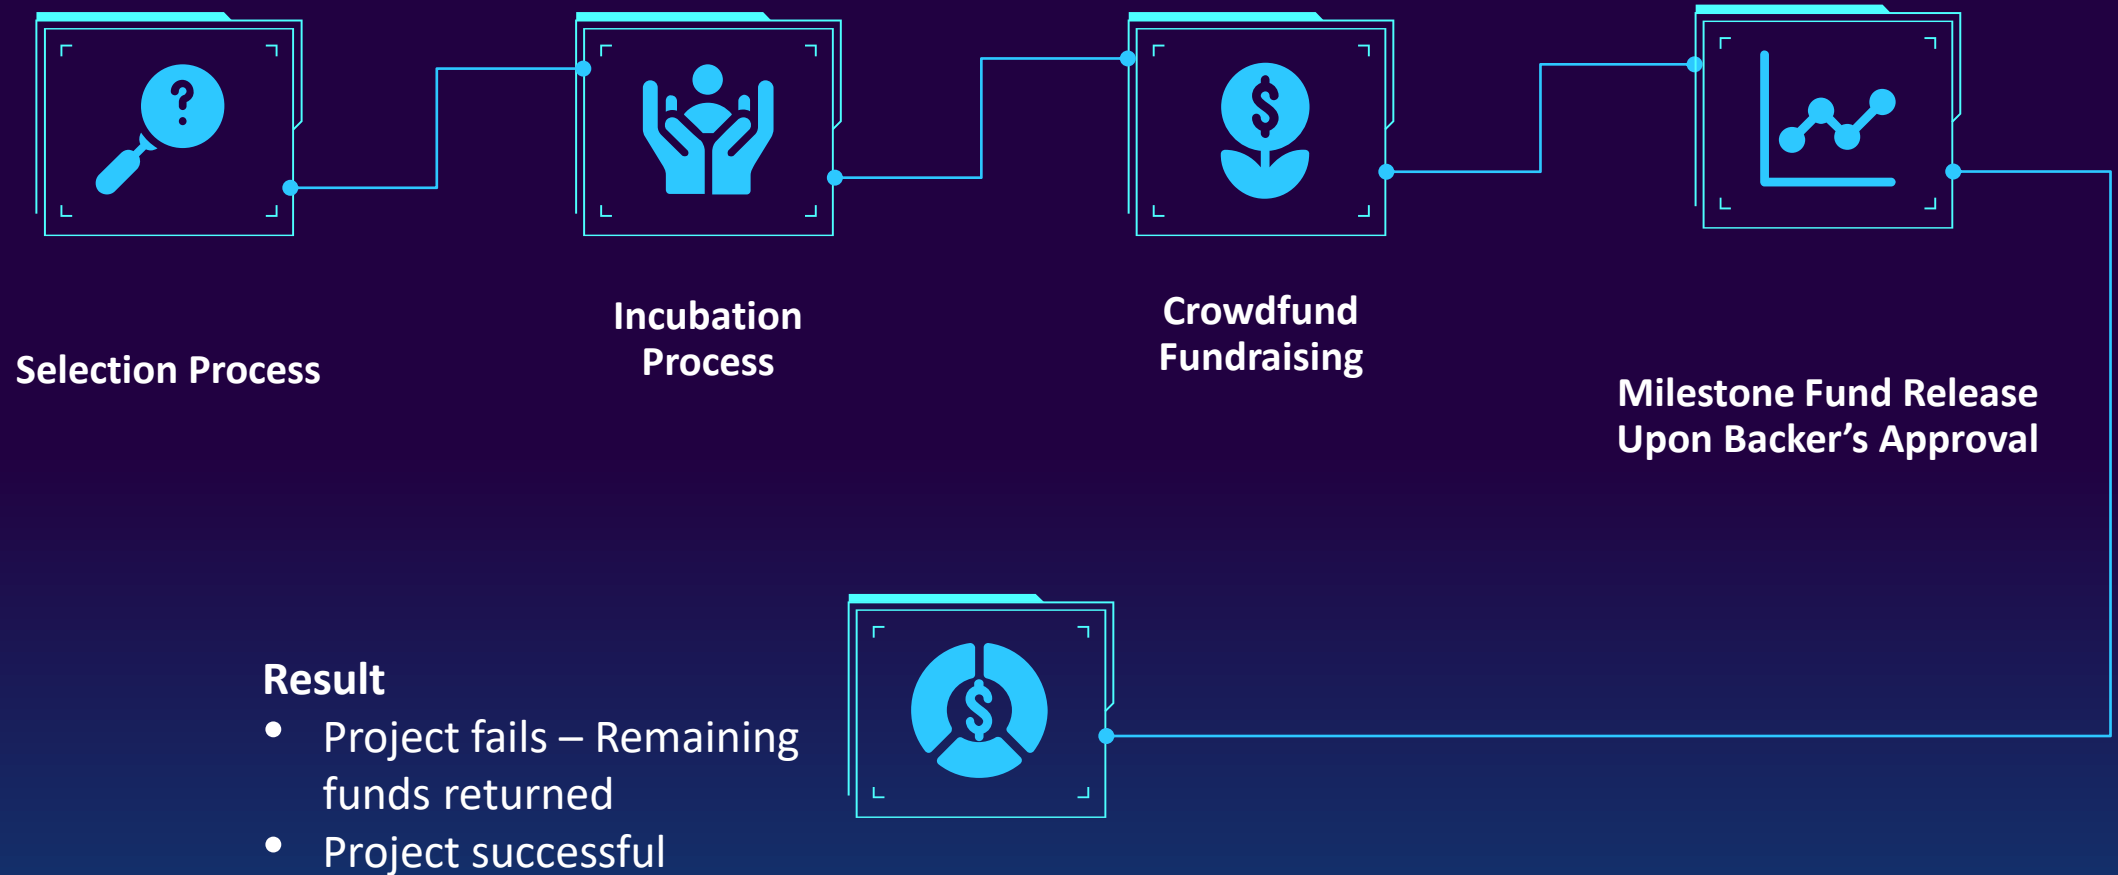 Selection Process
Incubation
Process
Crowdfund
Fundraising
Milestone Fund Release
Upon Backer’s Approval
Result
• Project fails – Remaining
funds returned
• Project successful